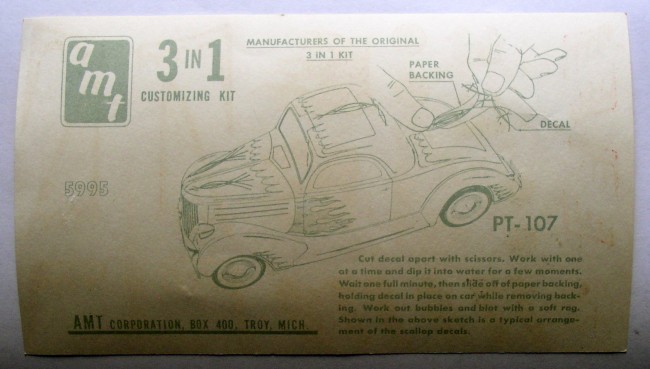 amt
3 IN 1
CUSTOMIZING KIT
MANUFACTURERS OF THE ORIGINAL
3 IN 1 KIT
PAPER
BACKING
DECAL
5995
PT-107
Cut decal apart with scissors. Work with one
at a time and dip it into water for a few moments.
Wait one full minute, then slide off of paper backing,
holding decal in place on car while removing back-
ing. Work out bubbles and blot with a soft rag.
Shown in the above sketch is a typical arrange-
ment of the scallop decals.
AMT CORPORATION, BOX 400, TROY, MICH.